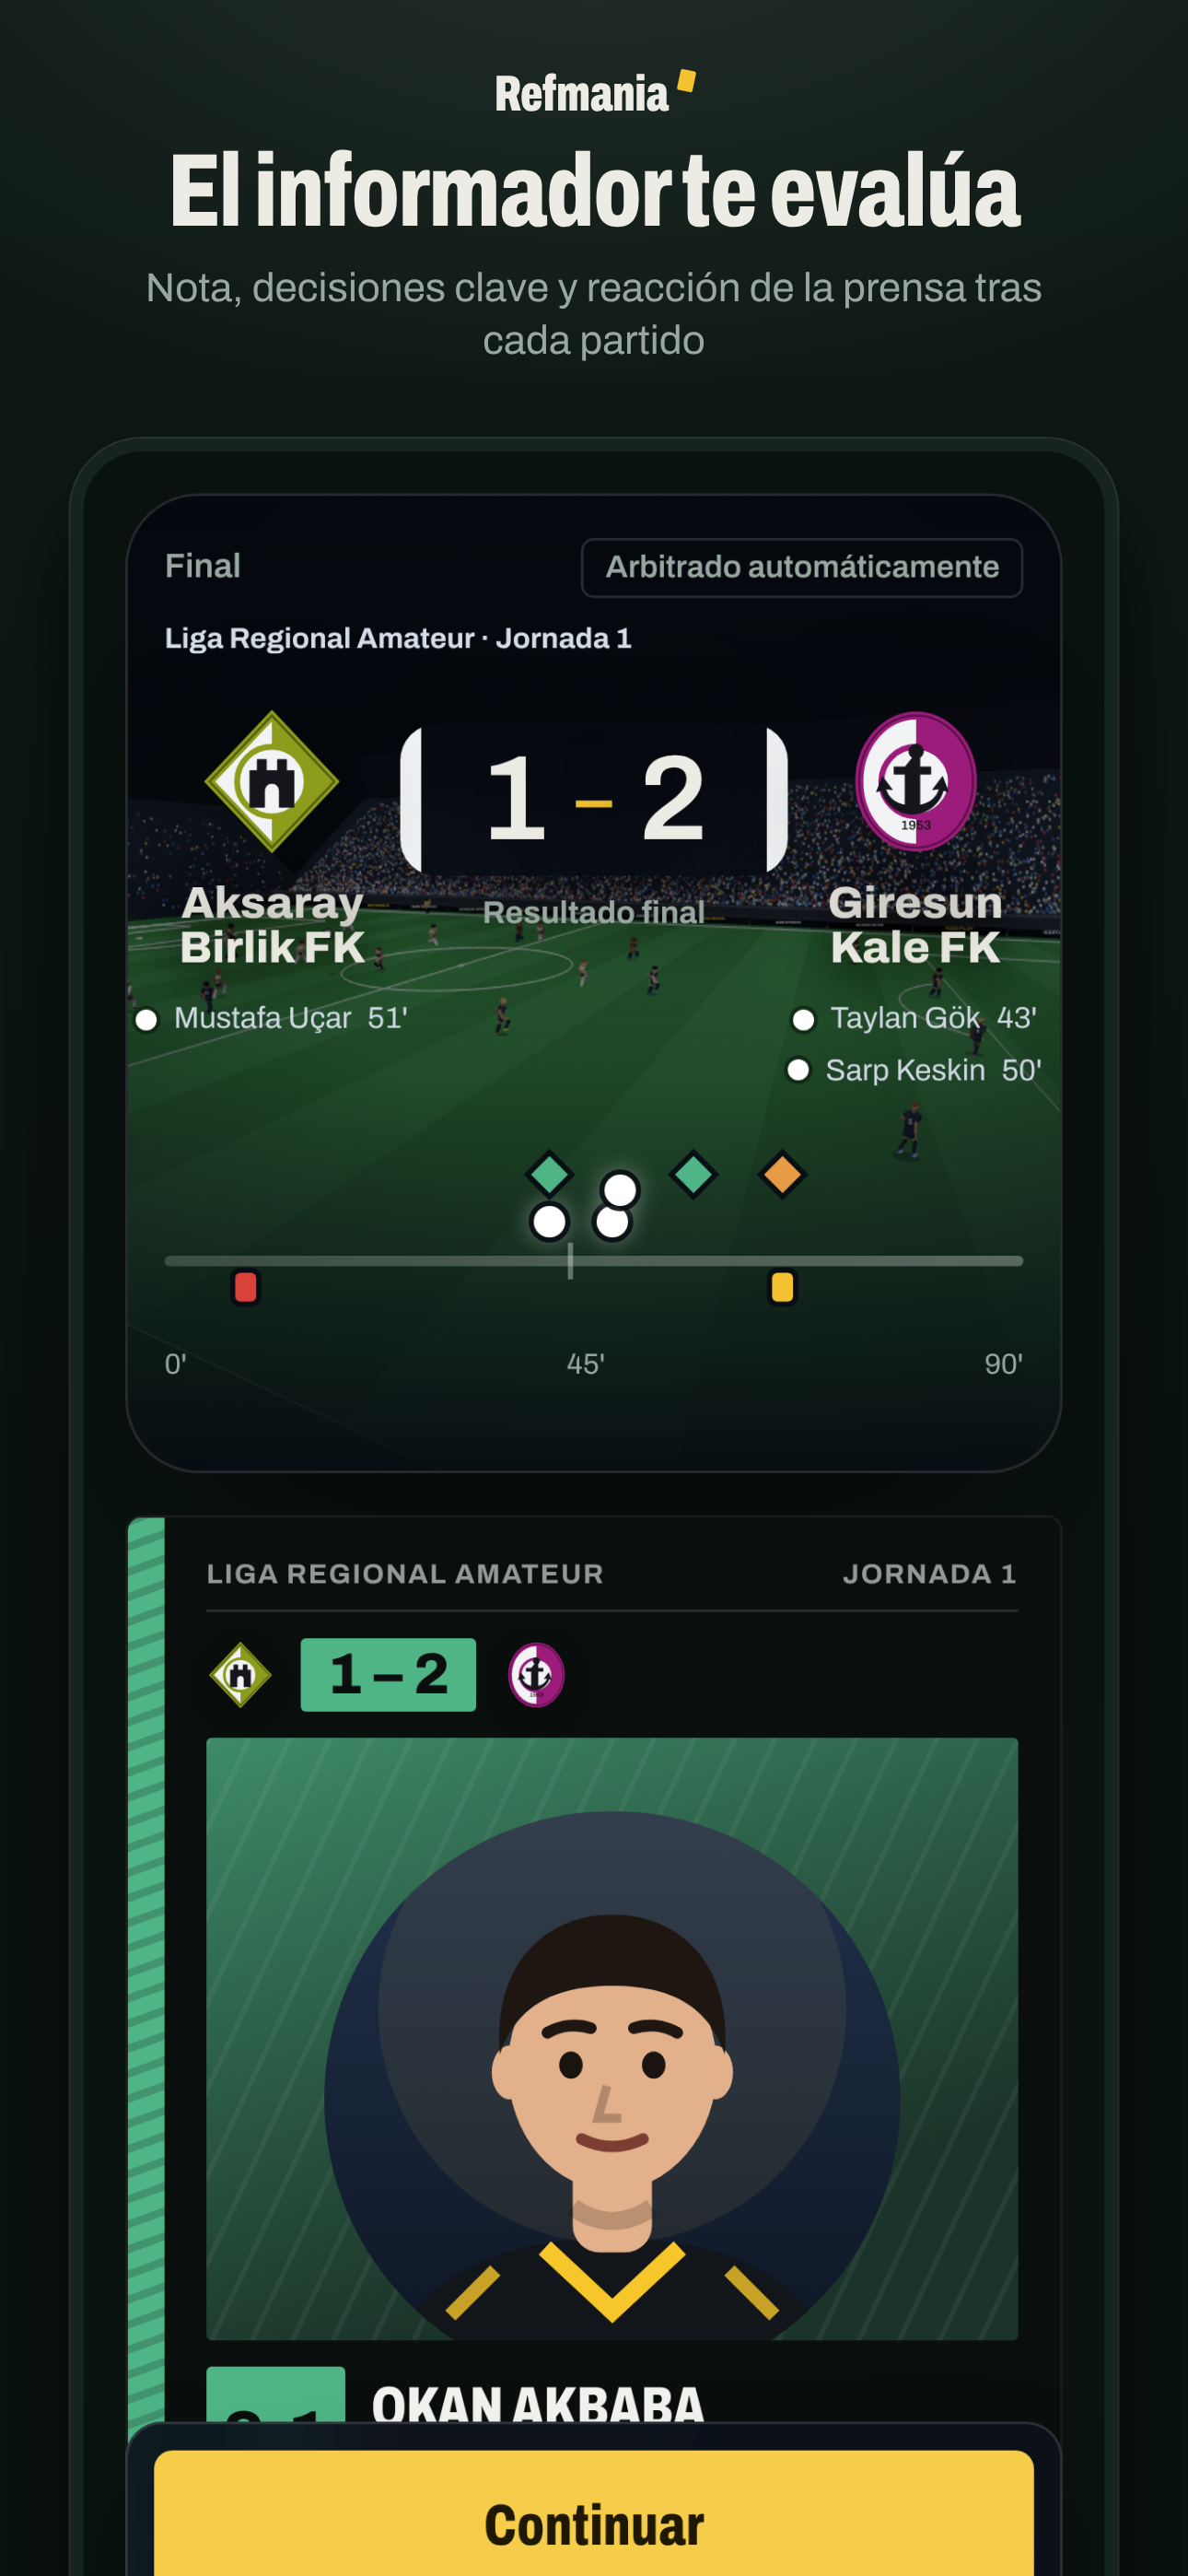 Refmania
El informador te evalúa
Nota, decisiones clave y reacción de la prensa tras
cada partido
Final
Arbitrado automáticamente
Liga Regional Amateur · Jornada 1
1 – 2
1953
Aksaray
Birlik FK
Resultado final
Giresun
Kale FK
Mustafa Uçar 51'
Taylan Gök 43'
Sarp Keskin 50'
0'
45'
90'
LIGA REGIONAL AMATEUR
JORNADA 1
1 – 2
OKAN AKBABA
Continuar